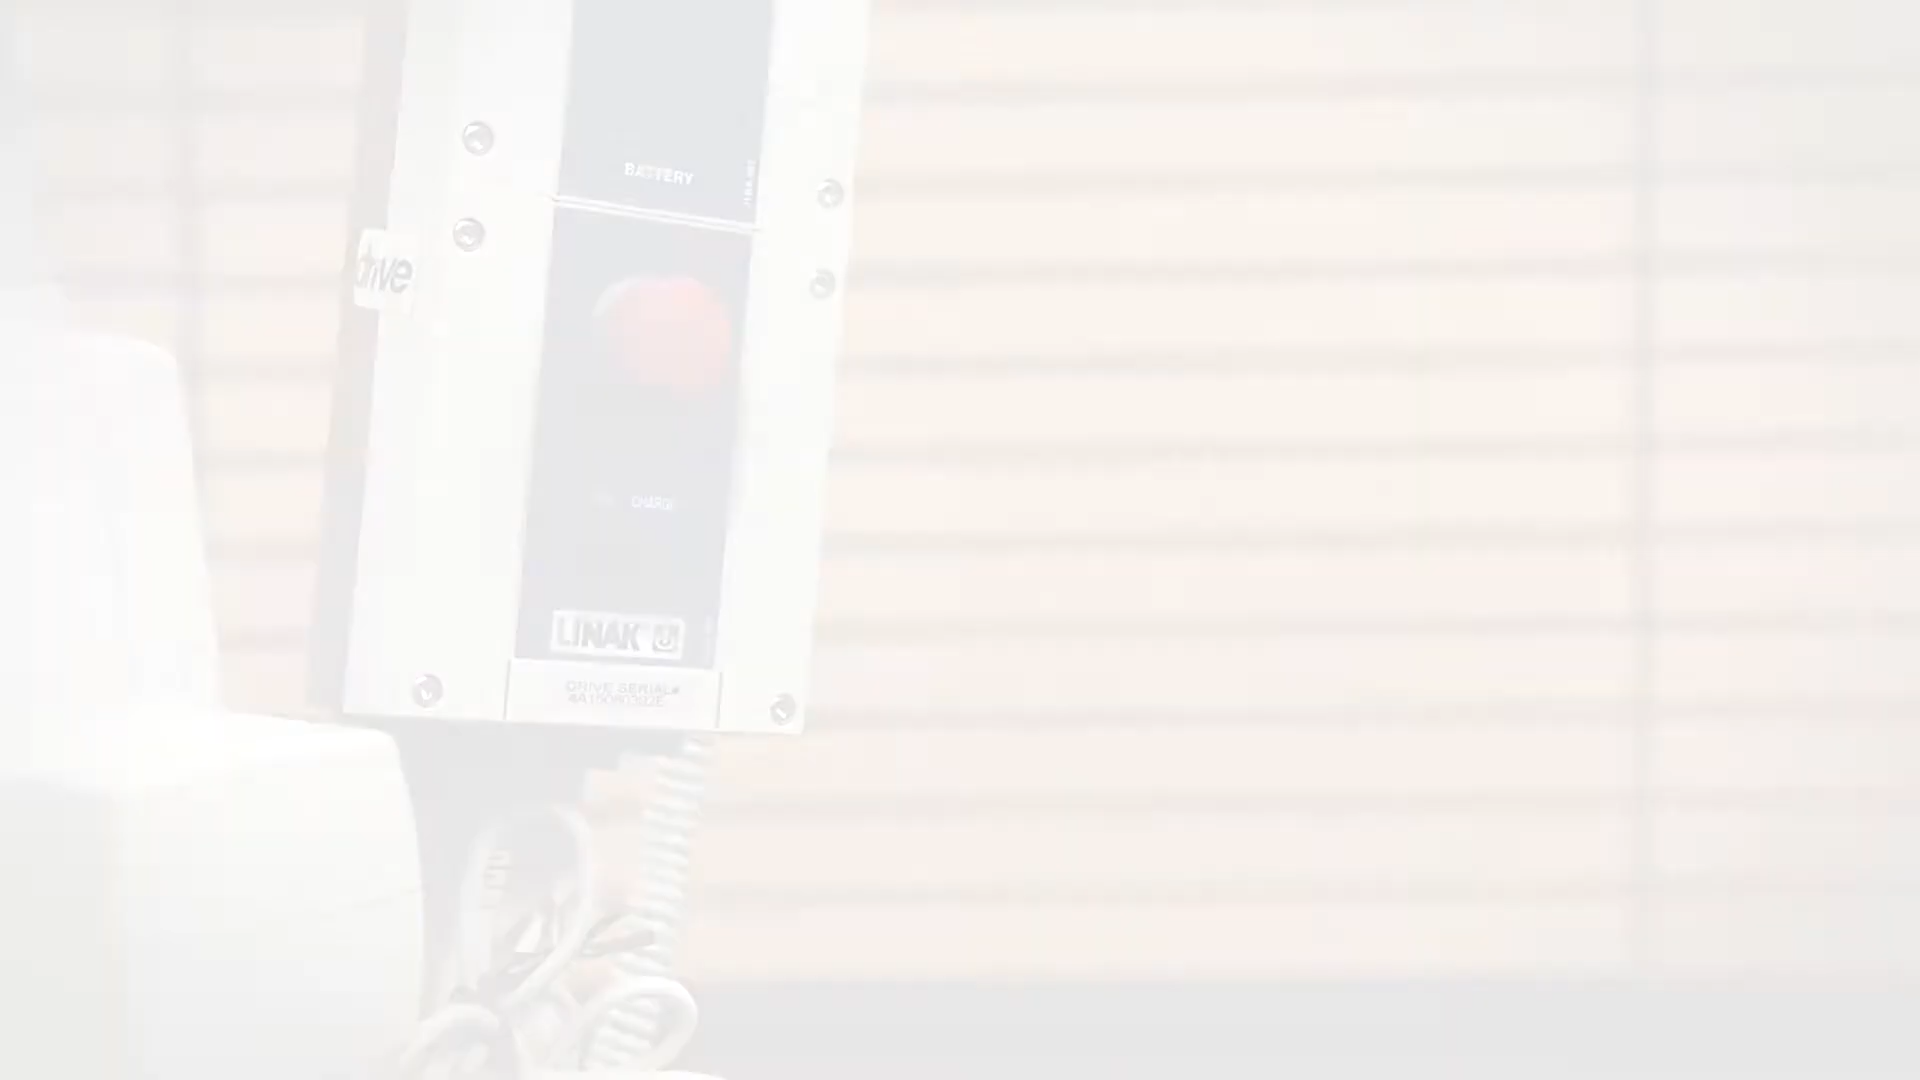 BATTERY
drive
CHARGE
LINAK
DRIVE SERIAL#